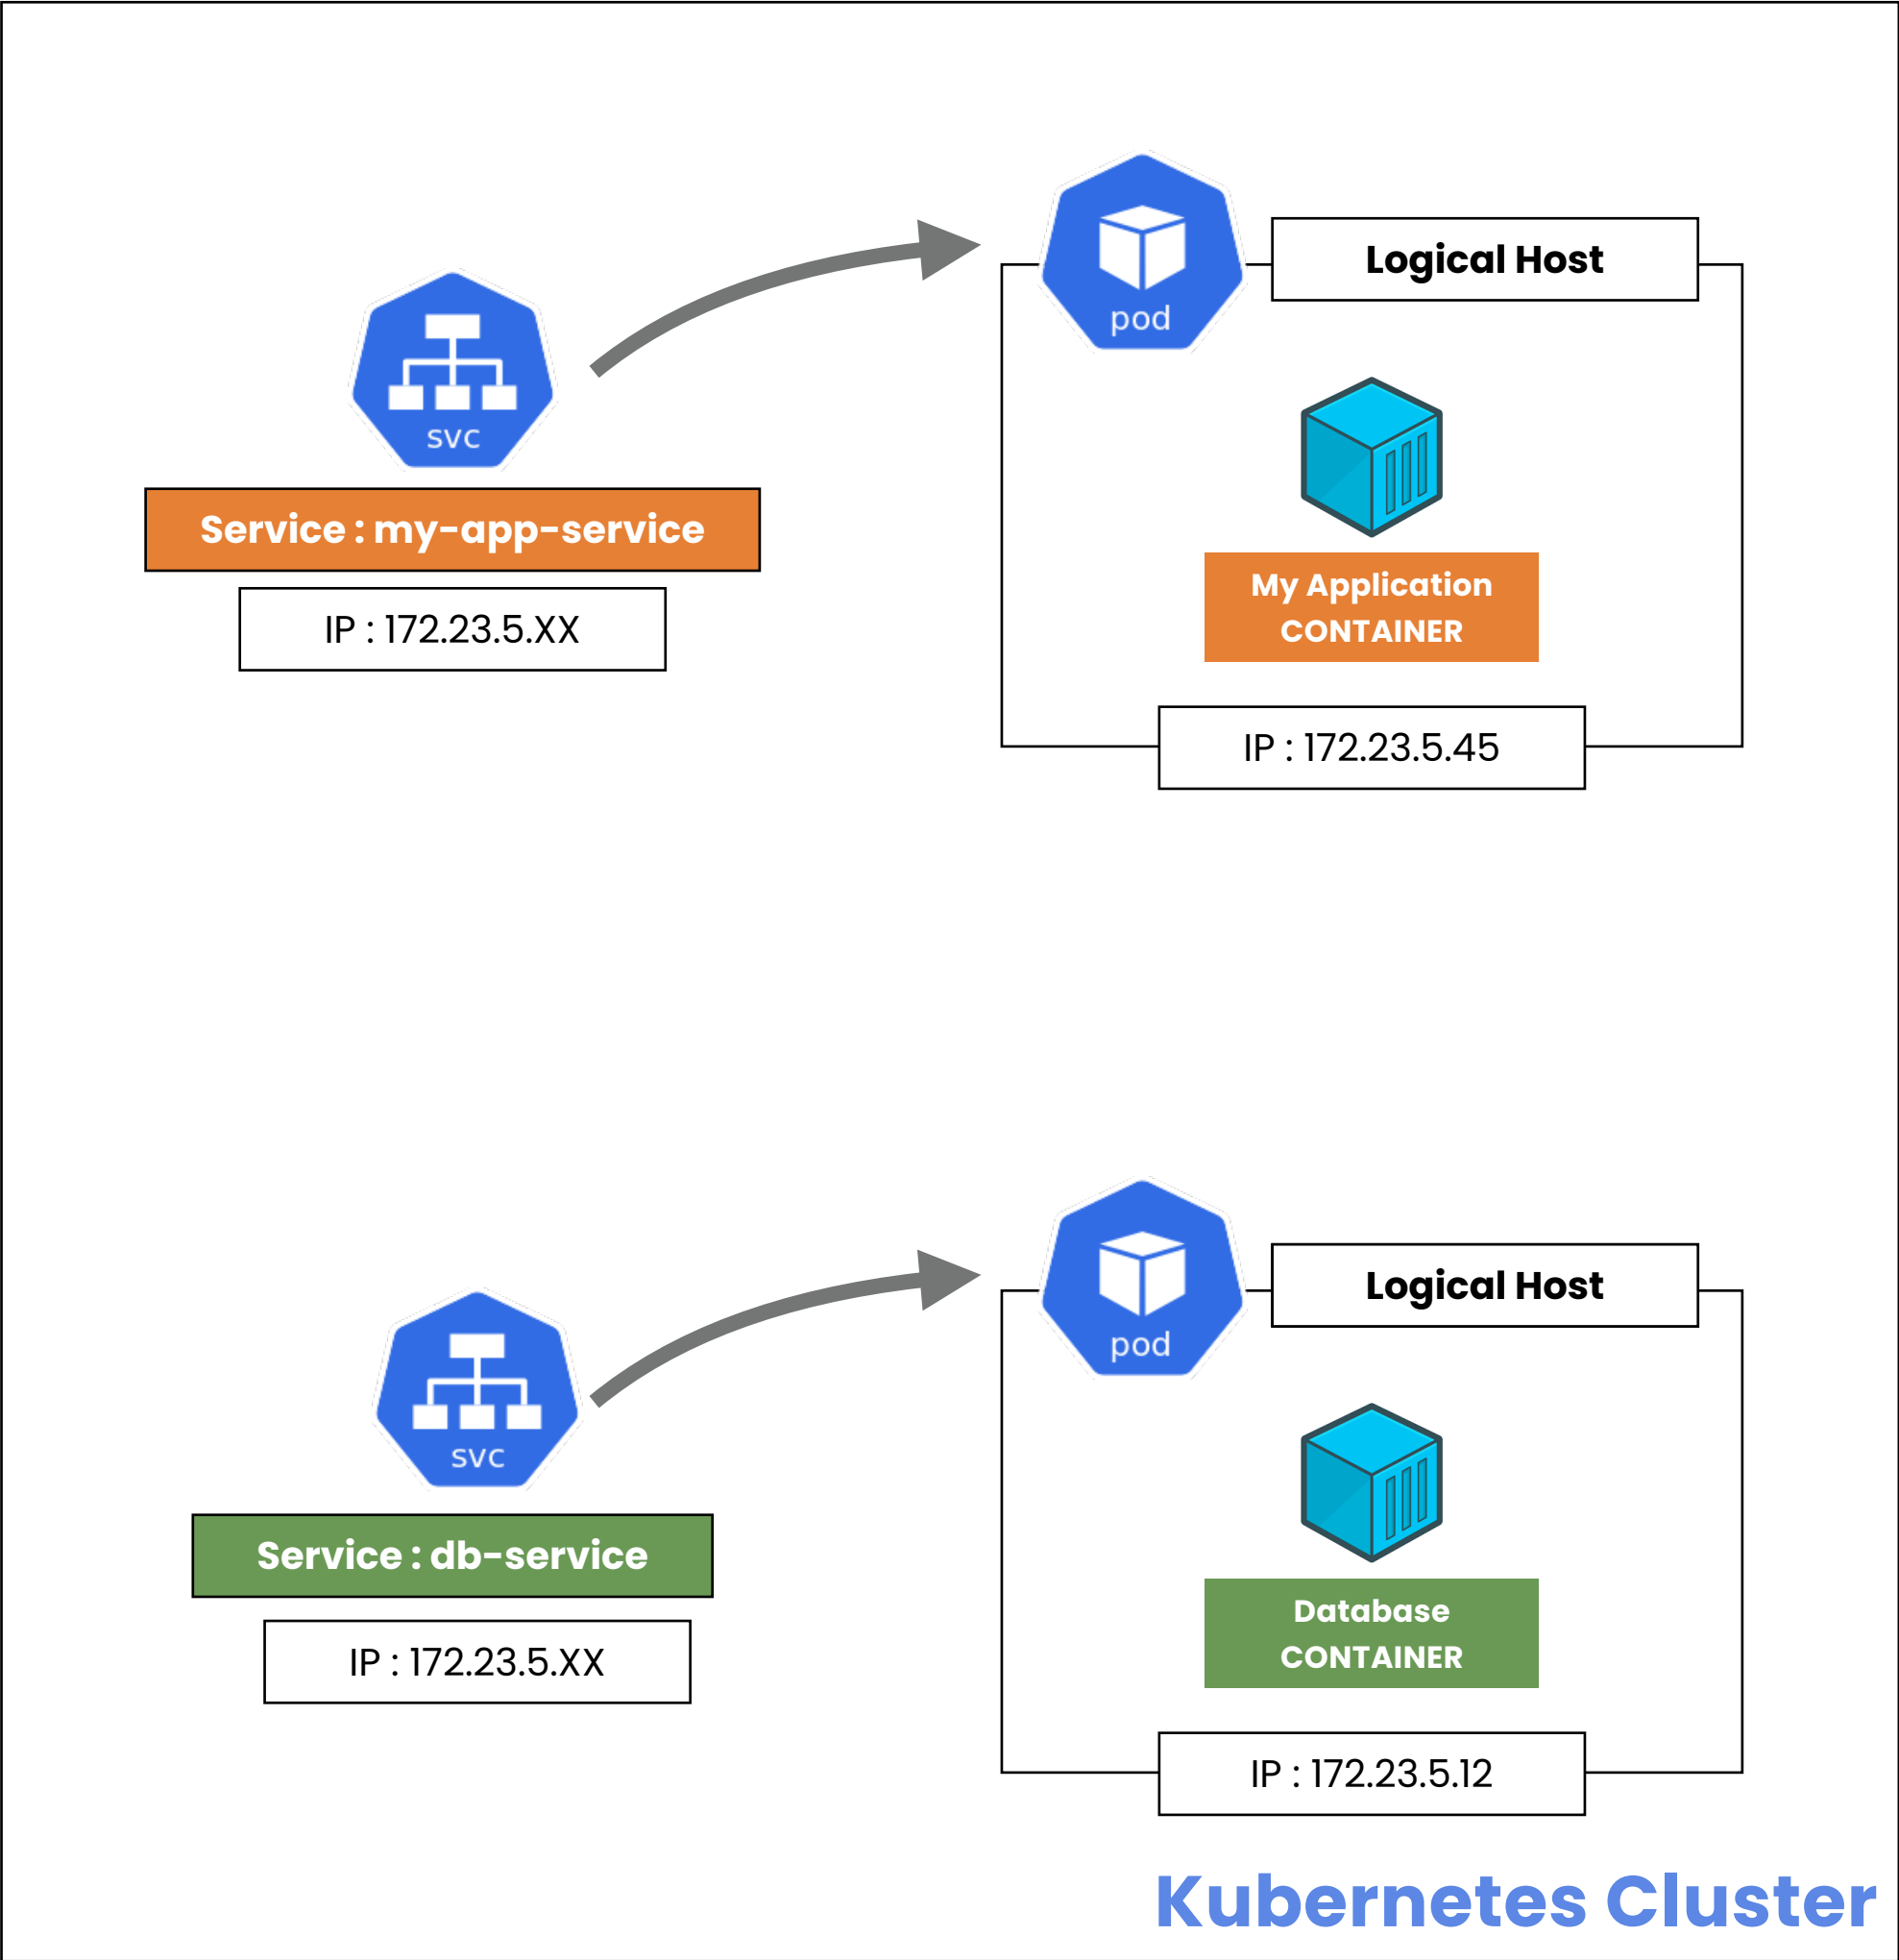 pod
Logical Host
svc
Service : my-app-service
IP : 172.23.5.XX
My Application
CONTAINER
IP : 172.23.5.45
pod
Logical Host
svc
Service : db-service
IP : 172.23.5.XX
Database
CONTAINER
IP : 172.23.5.12
Kubernetes Cluster